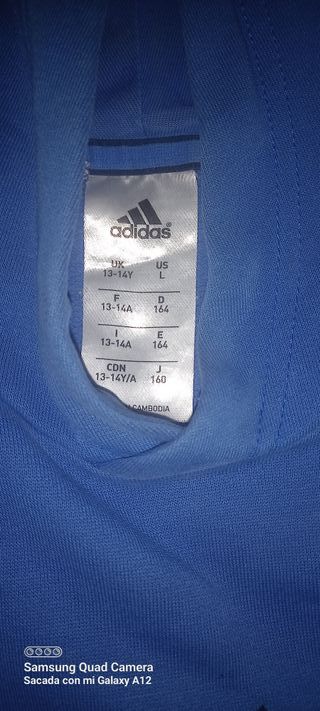 adidas®
UK US
13-14Y L
F D
13-14A 164
I E
13-14A 164
CDN J
13-14Y/A 160
CAMBODIA
Samsung Quad Camera
Sacada con mi Galaxy A12